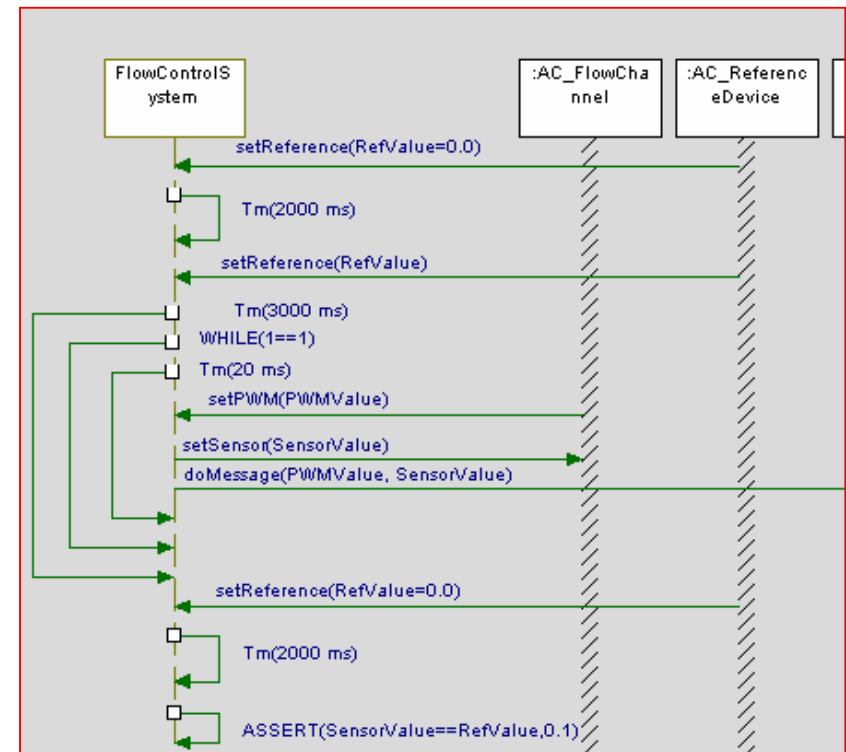 FlowControlS
ystem
:AC_FlowCha
nnel
:AC_Referenc
eDevice
setReference(RefValue=0.0)
Tm(2000 ms)
setReference(RefValue)
Tm(3000 ms)
WHILE(1==1)
Tm(20 ms)
setPWM(PWMValue)
setSensor(SensorValue)
doMessage(PWMValue, SensorValue)
setReference(RefValue=0.0)
Tm(2000 ms)
ASSERT(SensorValue==RefValue,0.1)